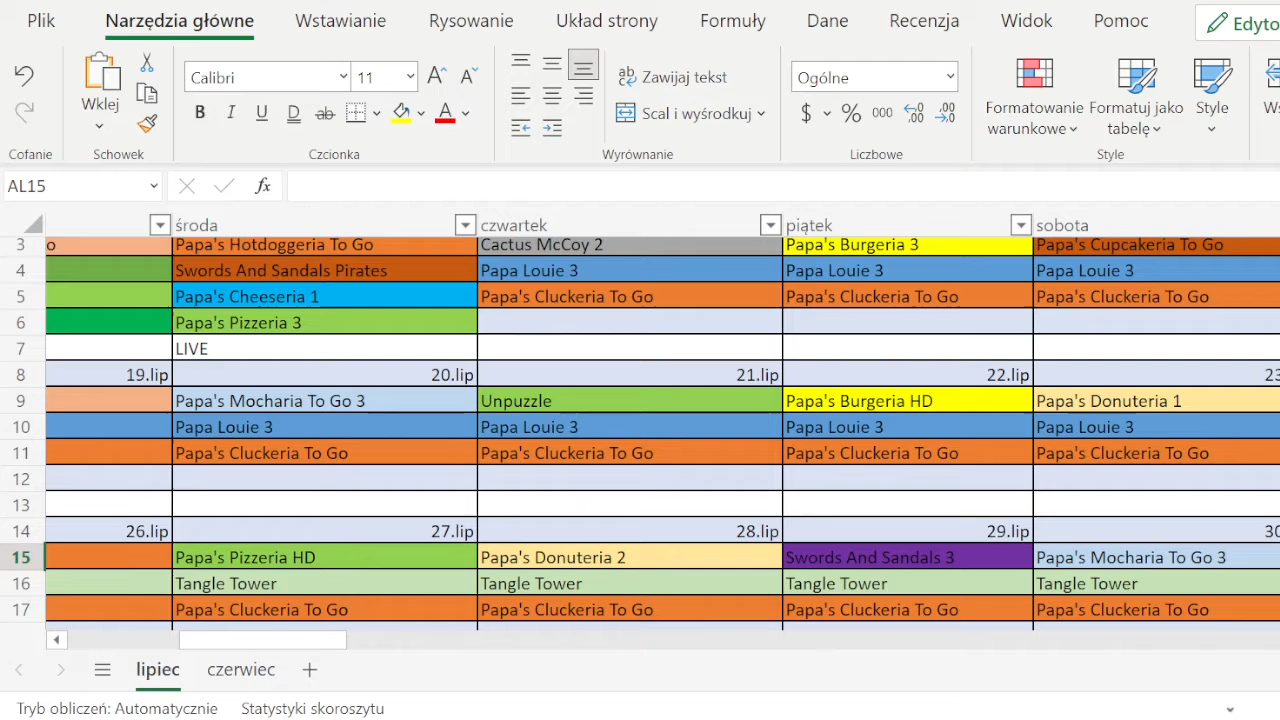 Plik Narzędzia główne Wstawianie Rysowanie Układ strony Formuły Dane Recenzja Widok Pomoc Edyto
Calibri 11 Zawijaj tekst Ogólne
Wklej B I U D ab A Scal i wyśrodkuj $ % 000 Formatowanie warunkowe Formatuj jako tabelę Style
Cofanie Schowek Czcionka Wyrównanie Liczbowe Style
AL15 fx
środa czwartek piątek sobota
3 o Papa's Hotdoggeria To Go Cactus McCoy 2 Papa's Burgeria 3 Papa's Cupcakeria To Go
4 Swords And Sandals Pirates Papa Louie 3 Papa Louie 3 Papa Louie 3
5 Papa's Cheeseria 1 Papa's Cluckeria To Go Papa's Cluckeria To Go Papa's Cluckeria To Go
6 Papa's Pizzeria 3
7 LIVE
8 19.lip 20.lip 21.lip 22.lip 23
9 Papa's Mocharia To Go 3 Unpuzzle Papa's Burgeria HD Papa's Donuteria 1
10 Papa Louie 3 Papa Louie 3 Papa Louie 3 Papa Louie 3
11 Papa's Cluckeria To Go Papa's Cluckeria To Go Papa's Cluckeria To Go Papa's Cluckeria To Go
12
13
14 26.lip 27.lip 28.lip 29.lip 30
15 Papa's Pizzeria HD Papa's Donuteria 2 Swords And Sandals 3 Papa's Mocharia To Go 3
16 Tangle Tower Tangle Tower Tangle Tower Tangle Tower
17 Papa's Cluckeria To Go Papa's Cluckeria To Go Papa's Cluckeria To Go Papa's Cluckeria To Go
lipiec czerwiec
Tryb obliczeń: Automatycznie Statystyki skoroszytu